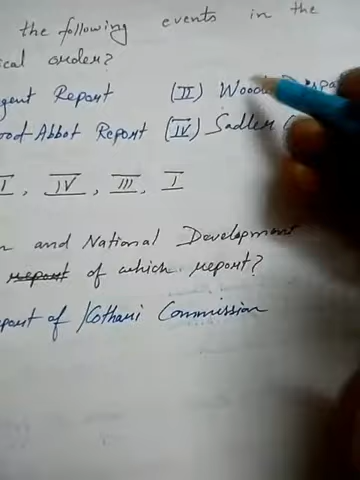 the following events in the
ical order?
gent Report (II) Wood
ood-Abbot Report (IV) Sadler
I, IV, III, I
n and National Development
report of which report?
port of Kothari Commission